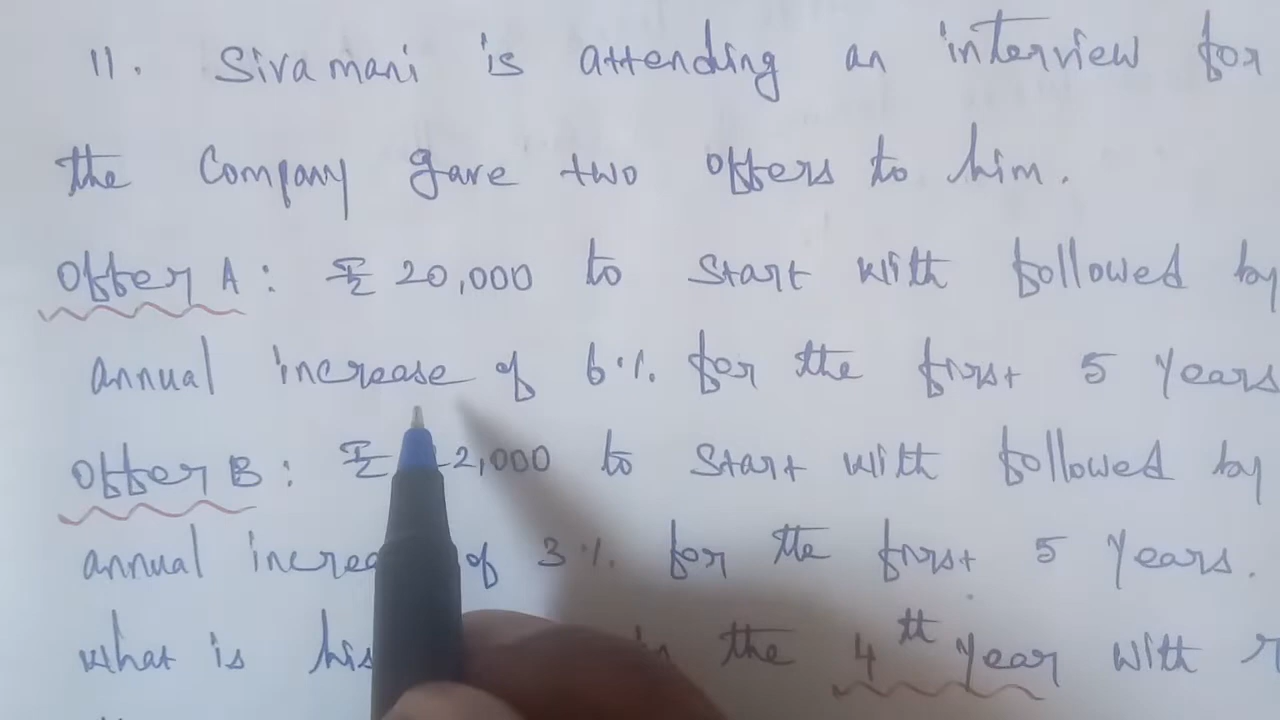 11. Sivamani is attending an interview for
the Company gave two offers to him.
Offer A: ₹ 20,000 to start with followed by
annual increase of 6% for the first 5 years
Offer B: ₹ 2,000 to start with followed by
annual increa of 3% for the first 5 years.
what is his the 4th year with